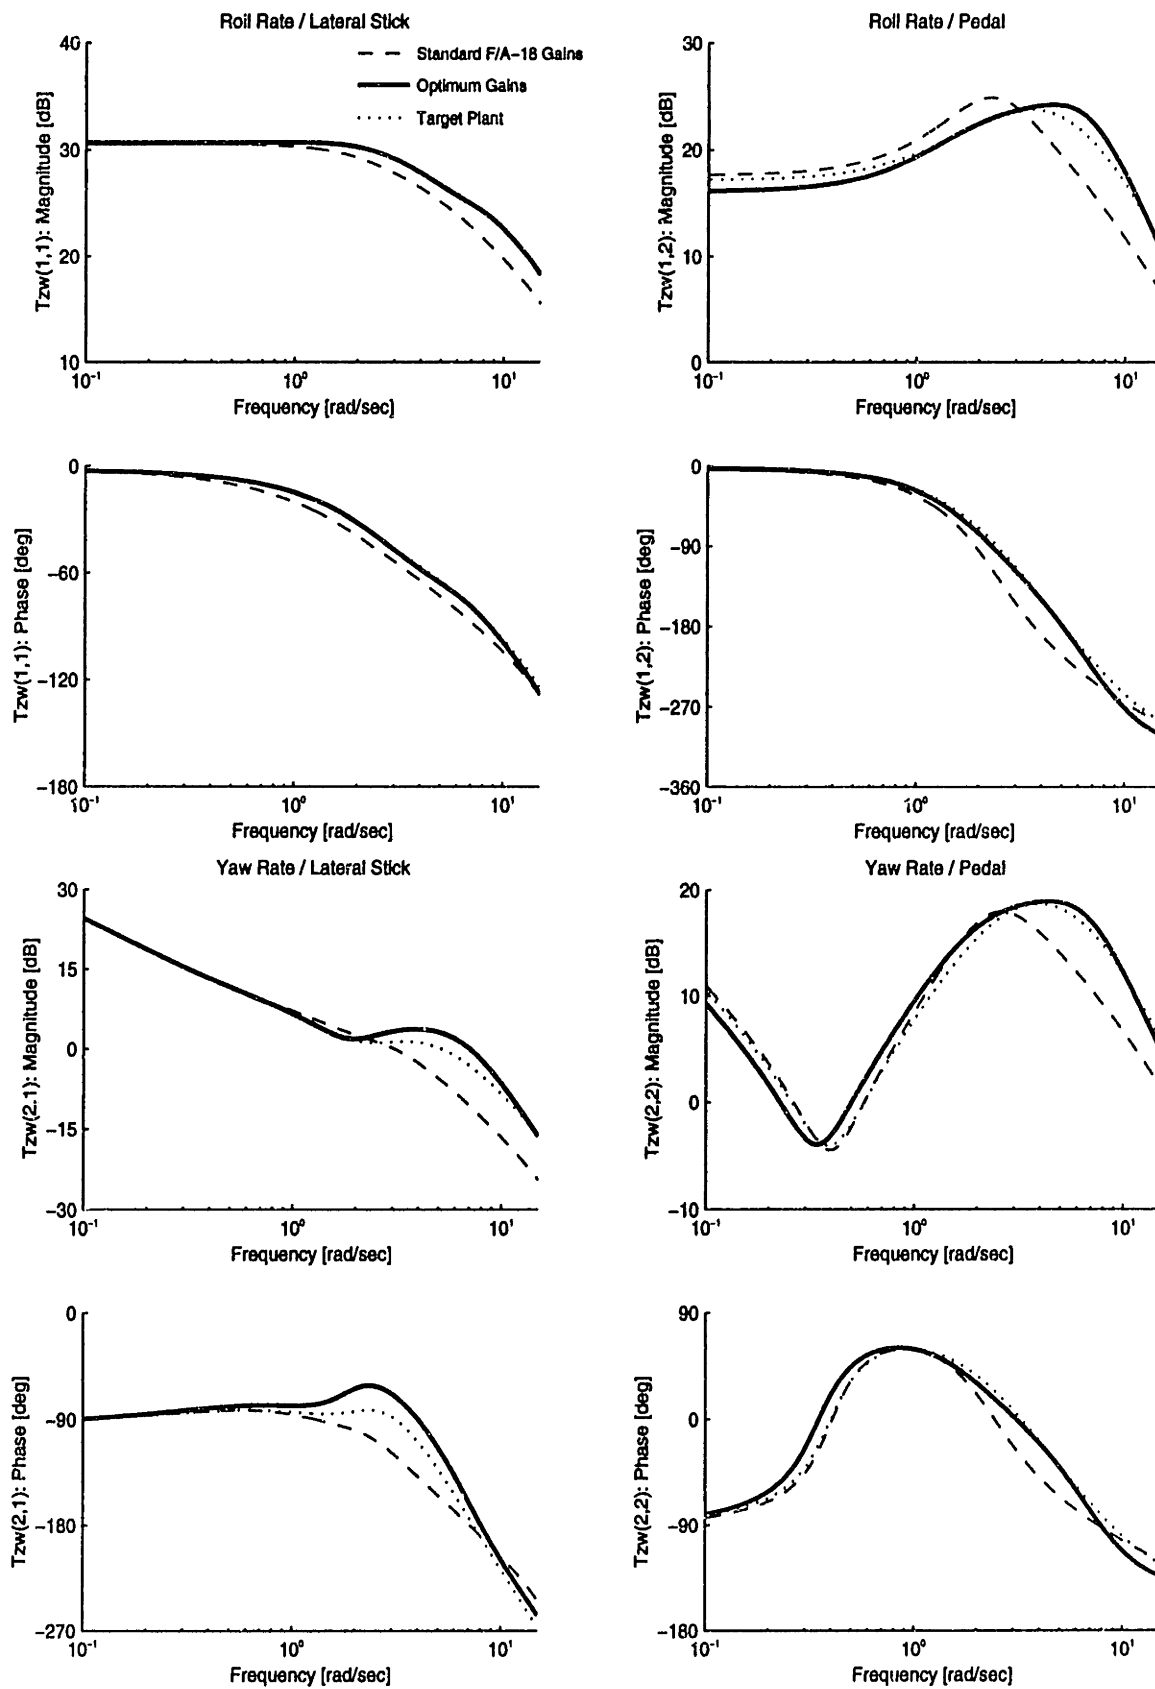 Roll Rate / Lateral Stick
Standard F/A-18 Gains
Optimum Gains
Target Plant
40
30
20
10
Tzw(1,1): Magnitude [dB]
10⁻¹ 10⁰ 10¹
Frequency [rad/sec]
Roll Rate / Pedal
30
20
10
0
Tzw(1,2): Magnitude [dB]
10⁻¹ 10⁰ 10¹
Frequency [rad/sec]
0
-60
-120
-180
Tzw(1,1): Phase [deg]
10⁻¹ 10⁰ 10¹
Frequency [rad/sec]
0
-90
-180
-270
-360
Tzw(1,2): Phase [deg]
10⁻¹ 10⁰ 10¹
Frequency [rad/sec]
Yaw Rate / Lateral Stick
30
15
0
-15
-30
Tzw(2,1): Magnitude [dB]
10⁻¹ 10⁰ 10¹
Frequency [rad/sec]
Yaw Rate / Pedal
20
10
0
-10
Tzw(2,2): Magnitude [dB]
10⁻¹ 10⁰ 10¹
Frequency [rad/sec]
0
-90
-180
-270
Tzw(2,1): Phase [deg]
10⁻¹ 10⁰ 10¹
Frequency [rad/sec]
90
0
-90
-180
Tzw(2,2): Phase [deg]
10⁻¹ 10⁰ 10¹
Frequency [rad/sec]